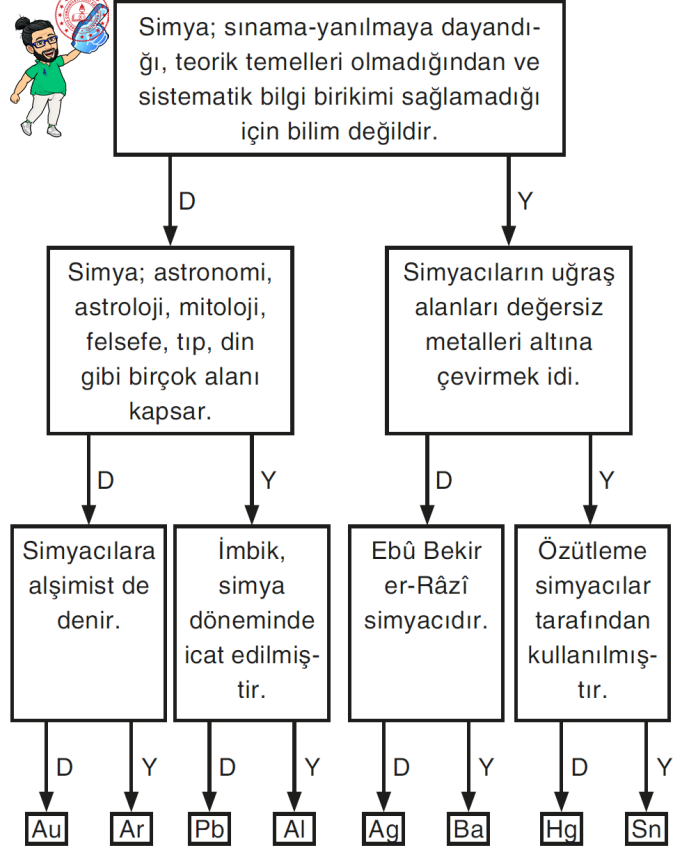 Simya; sınama-yanılmaya dayandı-
ğı, teorik temelleri olmadığından ve
sistematik bilgi birikimi sağlamadığı
için bilim değildir.
D
Y
Simya; astronomi,
astroloji, mitoloji,
felsefe, tıp, din
gibi birçok alanı
kapsar.
Simyacıların uğraş
alanları değersiz
metalleri altına
çevirmek idi.
D
Y
D
Y
Simyacılara
alşimist de
denir.
İmbik,
simya
döneminde
icat edilmiş-
tir.
Ebû Bekir
er-Râzî
simyacıdır.
Özütleme
simyacılar
tarafından
kullanılmış-
tır.
D
Y
D
Y
D
Y
D
Y
Au
Ar
Pb
Al
Ag
Ba
Hg
Sn